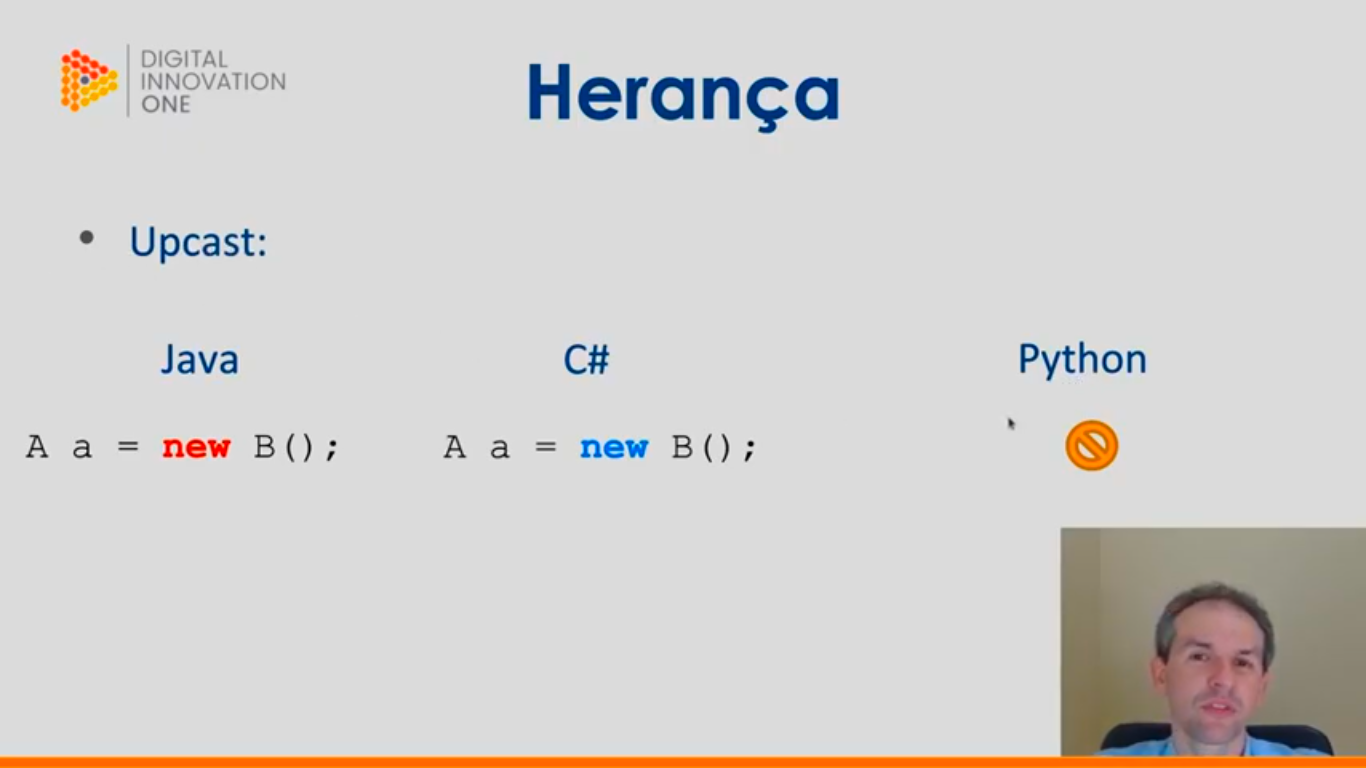 DIGITAL
INNOVATION
ONE
Herança
• Upcast:
Java C# Python
A a = new B(); A a = new B();